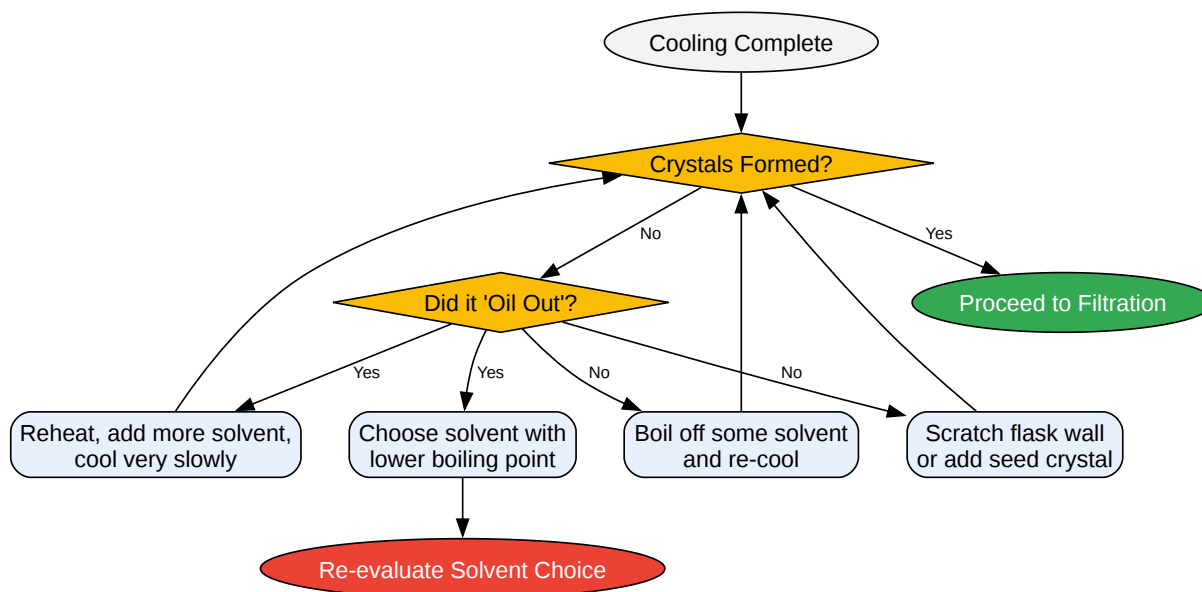 Cooling Complete
Crystals Formed?
No
Yes
Did it 'Oil Out'?
Proceed to Filtration
Yes
Yes
No
No
Reheat, add more solvent,
cool very slowly
Choose solvent with
lower boiling point
Boil off some solvent
and re-cool
Scratch flask wall
or add seed crystal
Re-evaluate Solvent Choice